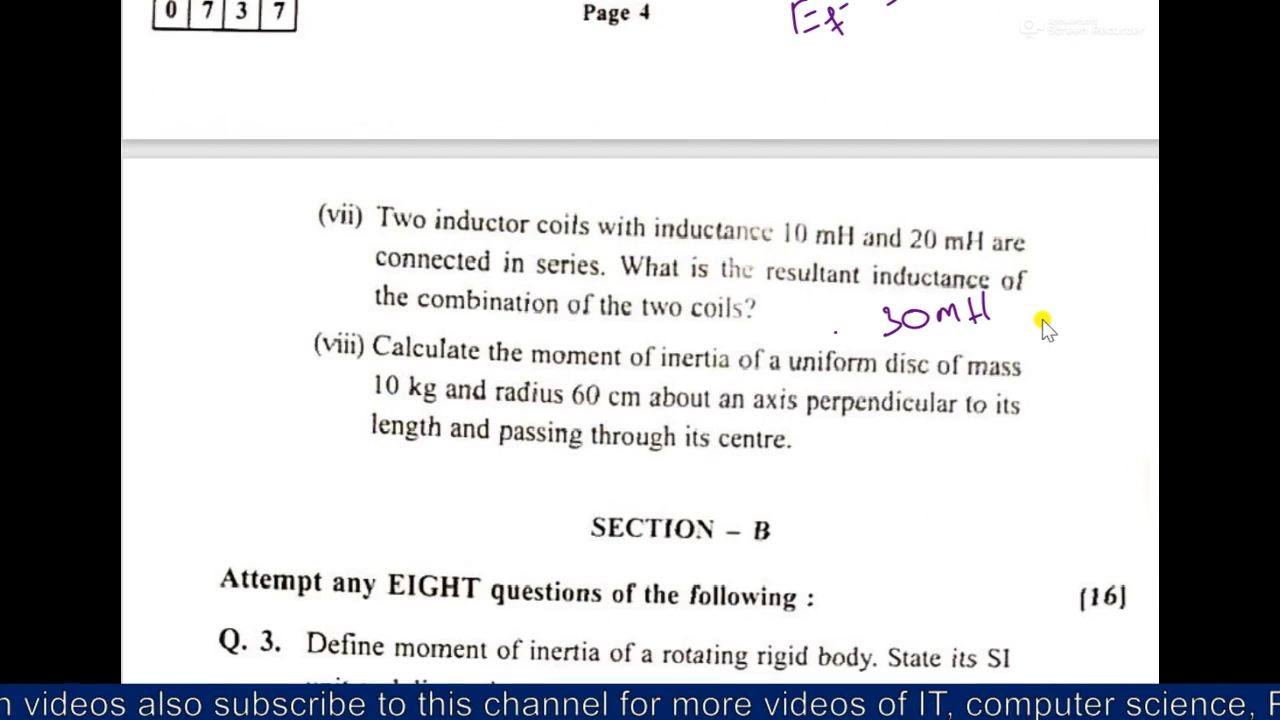 0 7 3 7
Page 4
Ex
Screen Recorder
(vii) Two inductor coils with inductance 10 mH and 20 mH are
connected in series. What is the resultant inductance of
the combination of the two coils?
30mH
(viii) Calculate the moment of inertia of a uniform disc of mass
10 kg and radius 60 cm about an axis perpendicular to its
length and passing through its centre.
SECTION – B
Attempt any EIGHT questions of the following :
[16]
Q. 3. Define moment of inertia of a rotating rigid body. State its SI
n videos also subscribe to this channel for more videos of IT, computer science,